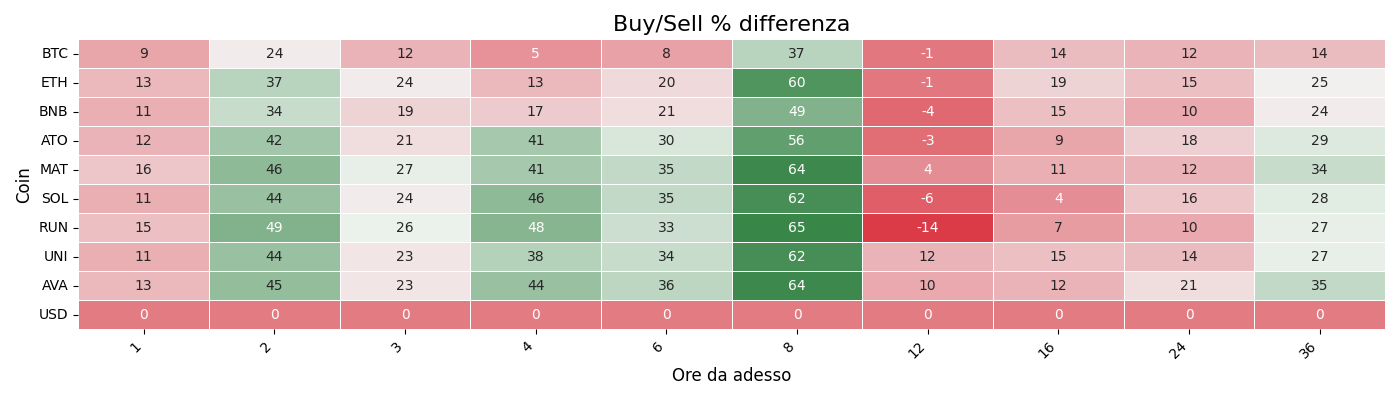 Buy/Sell % differenza
Coin
BTC 9 24 12 5 8 37 -1 14 12 14
ETH 13 37 24 13 20 60 -1 19 15 25
BNB 11 34 19 17 21 49 -4 15 10 24
ATO 12 42 21 41 30 56 -3 9 18 29
MAT 16 46 27 41 35 64 4 11 12 34
SOL 11 44 24 46 35 62 -6 4 16 28
RUN 15 49 26 48 33 65 -14 7 10 27
UNI 11 44 23 38 34 62 12 15 14 27
AVA 13 45 23 44 36 64 10 12 21 35
USD 0 0 0 0 0 0 0 0 0 0
1 2 3 4 6 8 12 16 24 36
Ore da adesso